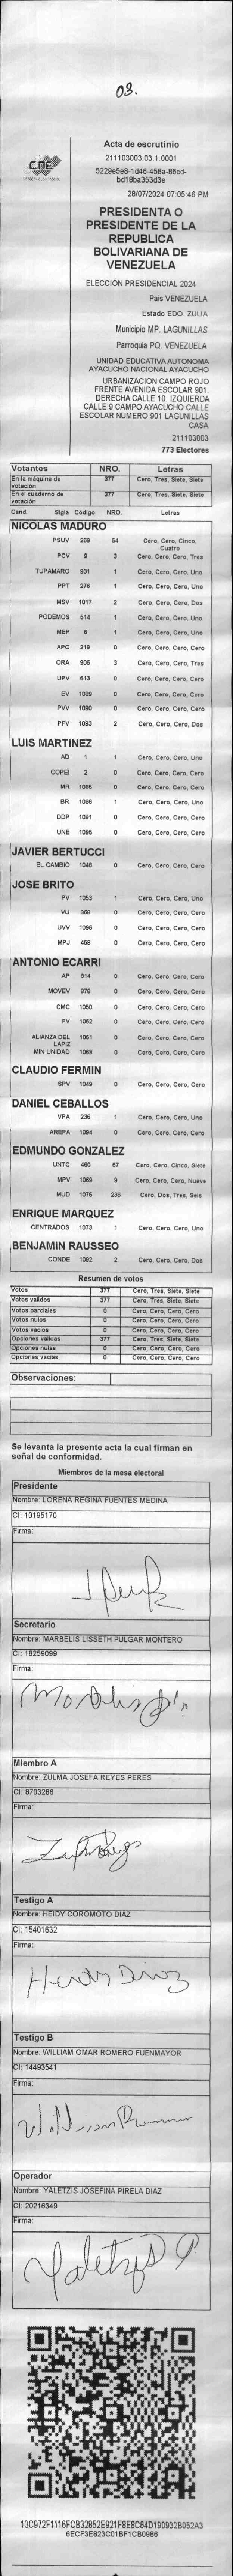 03.
CNE
Acta de escrutinio
211103003.03.1.0001
5229e5e8-1d46-458a-86cd-
bd16ba353d3e
28/07/2024 07:05:46 PM
PRESIDENTA O
PRESIDENTE DE LA
REPUBLICA
BOLIVARIANA DE
VENEZUELA
ELECCIÓN PRESIDENCIAL 2024
Pais VENEZUELA
Estado EDO. ZULIA
Municipio MP. LAGUNILLAS
Parroquia PQ. VENEZUELA
UNIDAD EDUCATIVA AUTONOMA
AYACUCHO NACIONAL AYACUCHO
URBANIZACION CAMPO ROJO
FRENTE AVENIDA ESCOLAR 901.
DERECHA CALLE 10. IZQUIERDA
CALLE 9 CAMPO AYACUCHO CALLE
ESCOLAR NUMERO 901 LAGUNILLAS
CASA
211103003
773 Electores
Votantes NRO. Letras
En la máquina de votación 377 Cero, Tres, Siete, Siete
En el cuaderno de votación 377 Cero, Tres, Siete, Siete
Cand. Sigla Código NRO. Letras
NICOLAS MADURO
PSUV 269 54 Cero, Cero, Cinco, Cuatro
PCV 9 3 Cero, Cero, Cero, Tres
TUPAMARO 931 1 Cero, Cero, Cero, Uno
PPT 276 1 Cero, Cero, Cero, Uno
MSV 1017 2 Cero, Cero, Cero, Dos
PODEMOS 514 1 Cero, Cero, Cero, Uno
MEP 6 1 Cero, Cero, Cero, Uno
APC 219 0 Cero, Cero, Cero, Cero
ORA 906 3 Cero, Cero, Cero, Tres
UPV 613 0 Cero, Cero, Cero, Cero
EV 1089 0 Cero, Cero, Cero, Cero
PVV 1090 0 Cero, Cero, Cero, Cero
PFV 1093 2 Cero, Cero, Cero, Dos
LUIS MARTINEZ
AD 1 1 Cero, Cero, Cero, Uno
COPEI 2 0 Cero, Cero, Cero, Cero
MR 1065 0 Cero, Cero, Cero, Cero
BR 1066 1 Cero, Cero, Cero, Uno
DDP 1091 0 Cero, Cero, Cero, Cero
UNE 1095 0 Cero, Cero, Cero, Cero
JAVIER BERTUCCI
EL CAMBIO 1048 0 Cero, Cero, Cero, Cero
JOSE BRITO
PV 1053 1 Cero, Cero, Cero, Uno
VU 868 0 Cero, Cero, Cero, Cero
UVV 1096 0 Cero, Cero, Cero, Cero
MPJ 458 0 Cero, Cero, Cero, Cero
ANTONIO ECARRI
AP 814 0 Cero, Cero, Cero, Cero
MOVEV 878 0 Cero, Cero, Cero, Cero
CMC 1050 0 Cero, Cero, Cero, Cero
FV 1062 0 Cero, Cero, Cero, Cero
ALIANZA DEL LAPIZ 1051 0 Cero, Cero, Cero, Cero
MIN UNIDAD 1068 0 Cero, Cero, Cero, Cero
CLAUDIO FERMIN
SPV 1049 0 Cero, Cero, Cero, Cero
DANIEL CEBALLOS
VPA 236 1 Cero, Cero, Cero, Uno
AREPA 1094 0 Cero, Cero, Cero, Cero
EDMUNDO GONZALEZ
UNTC 460 57 Cero, Cero, Cinco, Siete
MPV 1069 9 Cero, Cero, Cero, Nueve
MUD 1075 236 Cero, Dos, Tres, Seis
ENRIQUE MARQUEZ
CENTRADOS 1073 1 Cero, Cero, Cero, Uno
BENJAMIN RAUSSEO
CONDE 1092 2 Cero, Cero, Cero, Dos
Resumen de votos
Votos 377 Cero, Tres, Siete, Siete
Votos validos 377 Cero, Tres, Siete, Siete
Votos parciales 0 Cero, Cero, Cero, Cero
Votos nulos 0 Cero, Cero, Cero, Cero
Votos vacios 0 Cero, Cero, Cero, Cero
Opciones validas 377 Cero, Tres, Siete, Siete
Opciones nulas 0 Cero, Cero, Cero, Cero
Opciones vacias 0 Cero, Cero, Cero, Cero
Observaciones:
Se levanta la presente acta la cual firman en
señal de conformidad.
Miembros de la mesa electoral
Presidente
Nombre: LORENA REGINA FUENTES MEDINA
CI: 10195170
Firma:
Secretario
Nombre: MARBELIS LISSETH PULGAR MONTERO
CI: 18259099
Firma:
Miembro A
Nombre: ZULMA JOSEFA REYES PERES
CI: 8703286
Firma:
Testigo A
Nombre: HEIDY COROMOTO DIAZ
CI: 15401632
Firma:
Heidy Diaz
Testigo B
Nombre: WILLIAM OMAR ROMERO FUENMAYOR
CI: 14493541
Firma:
Operador
Nombre: YALETZIS JOSEFINA PIRELA DIAZ
CI: 20216349
Firma:
Yaletzis P
13C972F1116FCB32B52E921F8E8C84D190932B052A3
6ECF3E823C01BF1CB0986